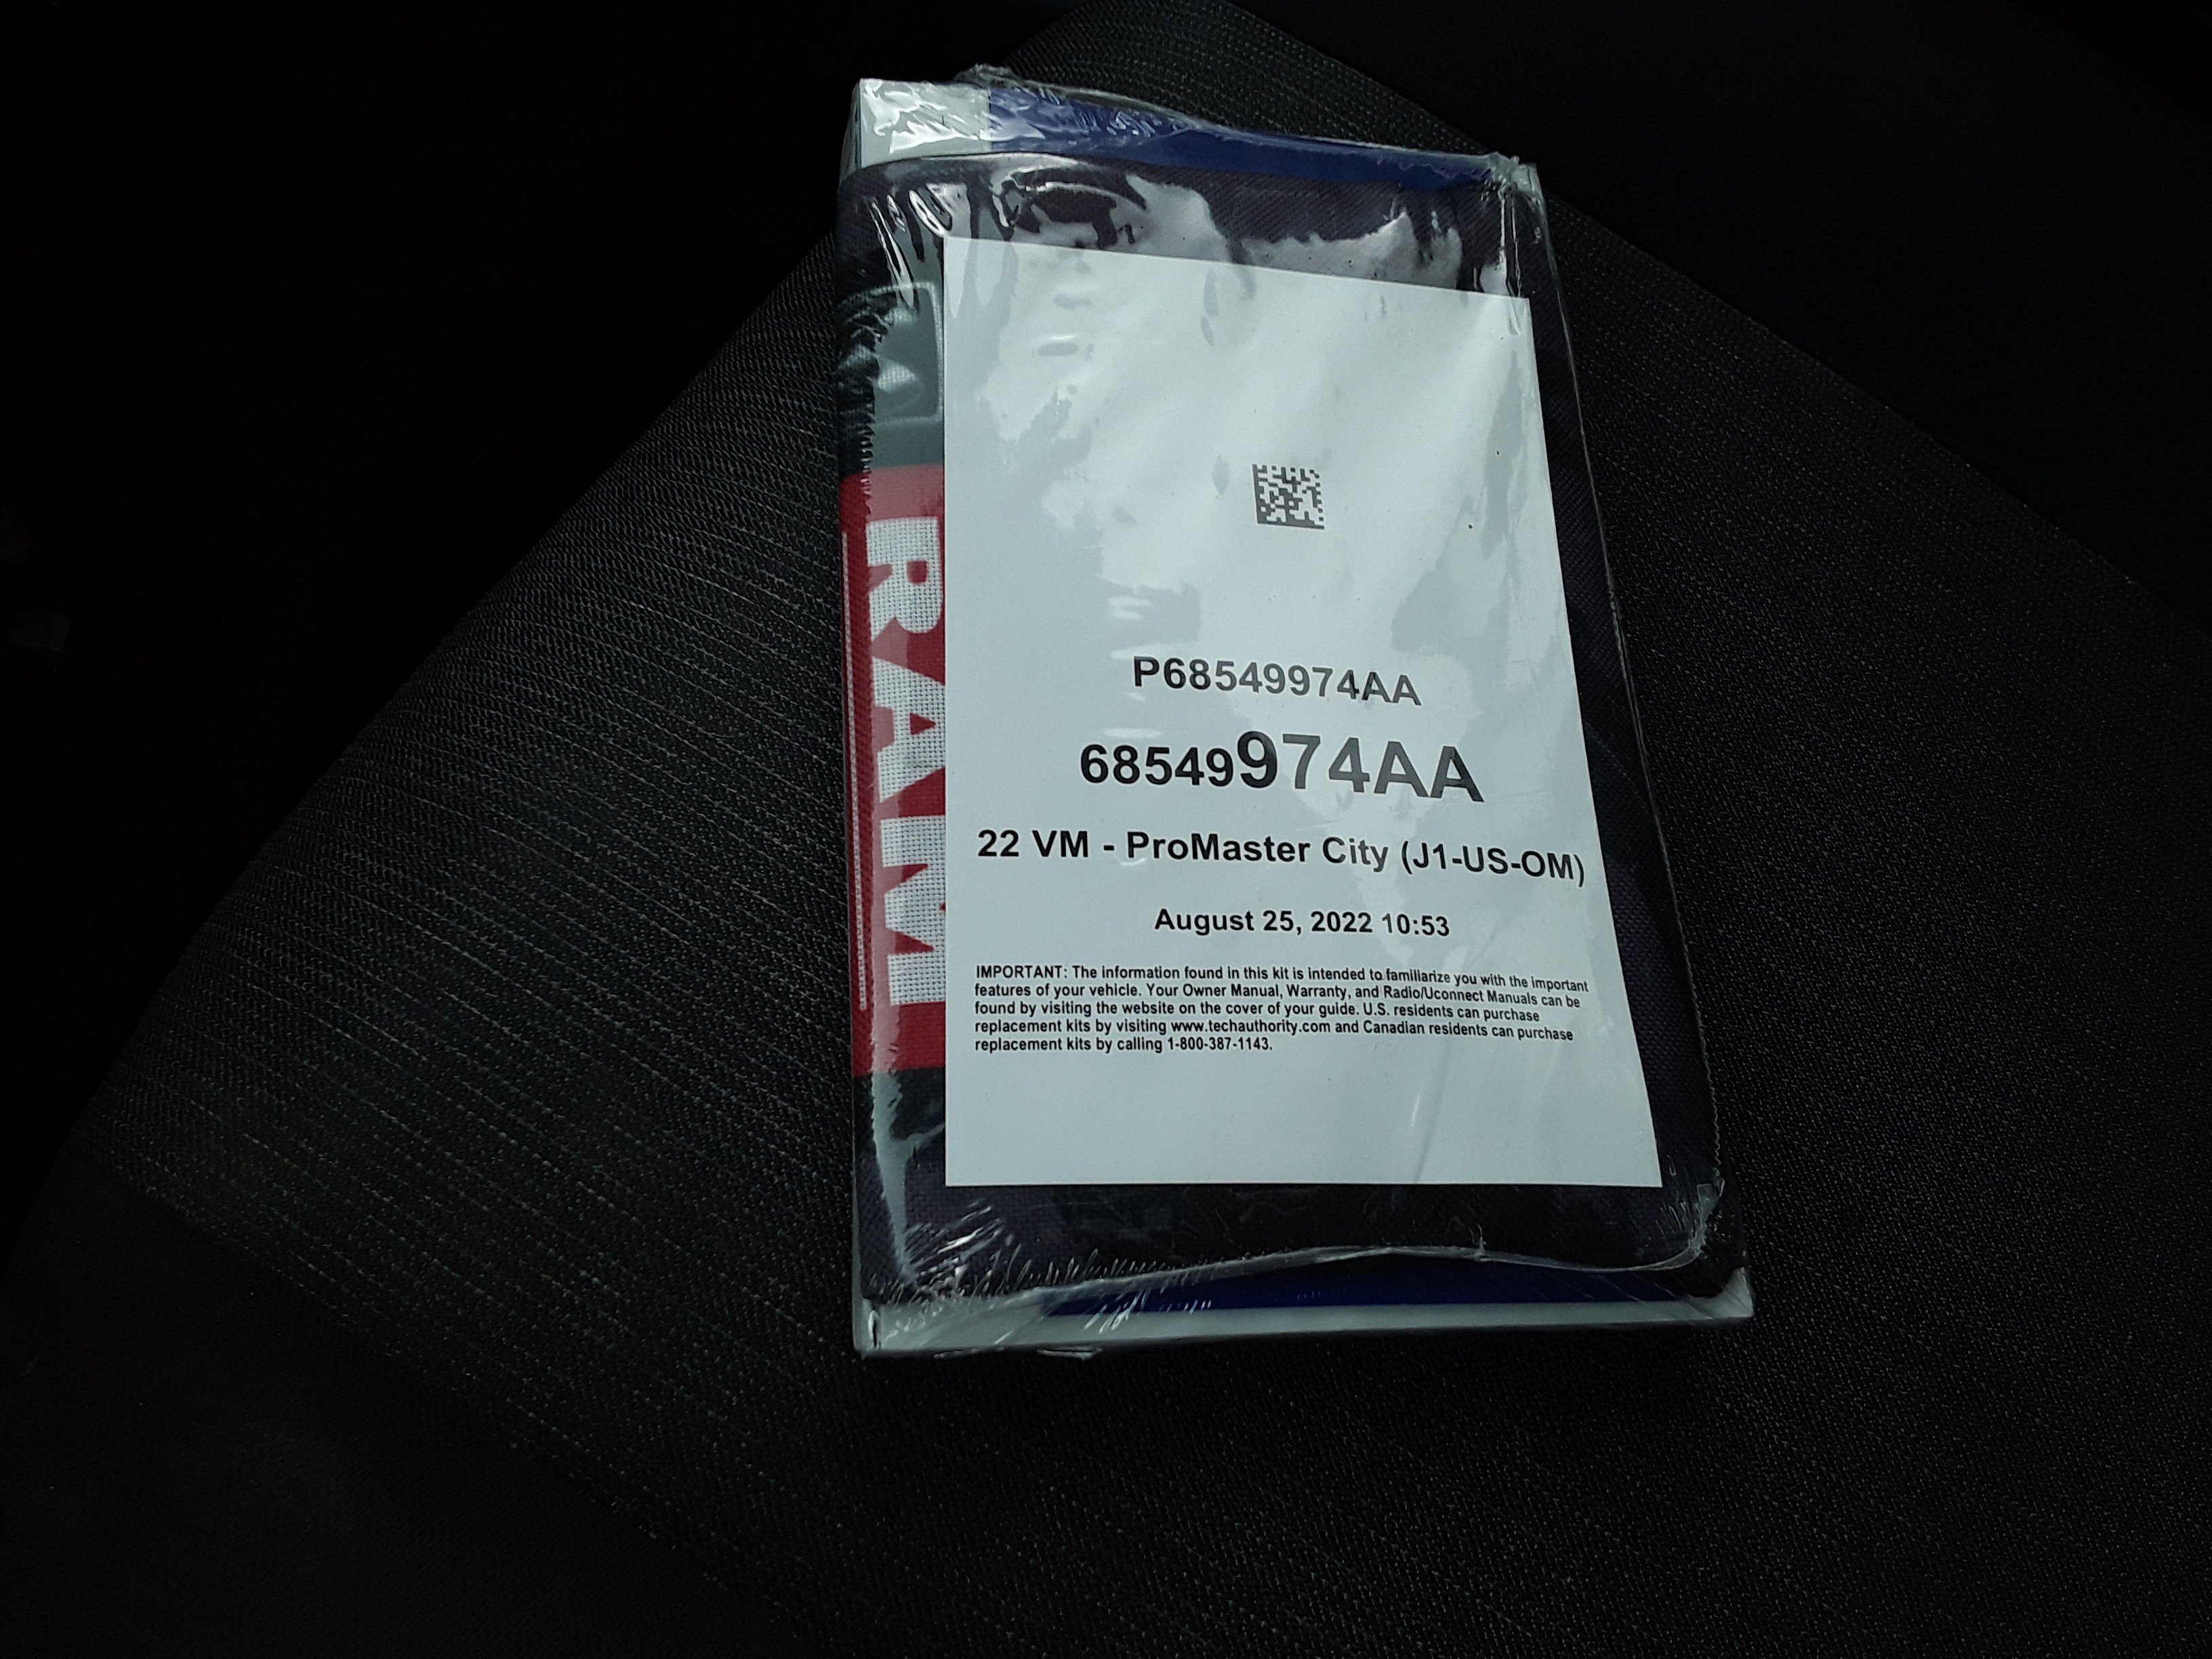 RAM
P68549974AA
68549974AA
22 VM - ProMaster City (J1-US-OM)
August 25, 2022 10:53
IMPORTANT: The information found in this kit is intended to familiarize you with the important
features of your vehicle. Your Owner Manual, Warranty, and Radio/Uconnect Manuals can be
found by visiting the website on the cover of your guide. U.S. residents can purchase
replacement kits by visiting www.techauthority.com and Canadian residents can purchase
replacement kits by calling 1-800-387-1143.